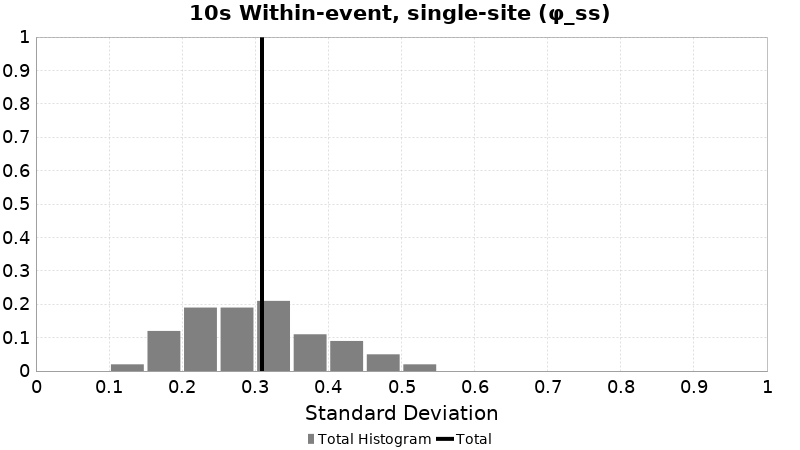 10s Within-event, single-site (φ_ss)
1
0.9
0.8
0.7
0.6
0.5
0.4
0.3
0.2
0.1
0
0 0.1 0.2 0.3 0.4 0.5 0.6 0.7 0.8 0.9 1
Standard Deviation
Total Histogram Total